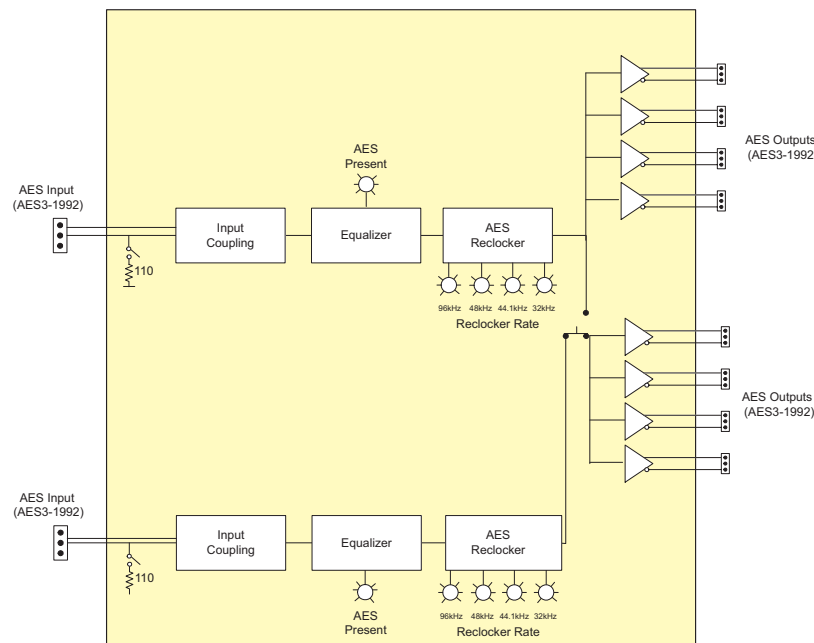 AES Outputs
(AES3-1992
AES
Present
AES Input
(AES3-1992)
Input
Coupling
Equalizer
AES
Reclocker
110
96kHz 48kHz 44.1kHz 32kHz
Reclocker Rate
AES Outputs
(AES3-1992)
AES Input
(AES3-1992)
Input
Coupling
Equalizer
AES
Reclocker
110
96kHz 48kHz 44.1kHz 32kHz
AES
Present
Reclocker Rate